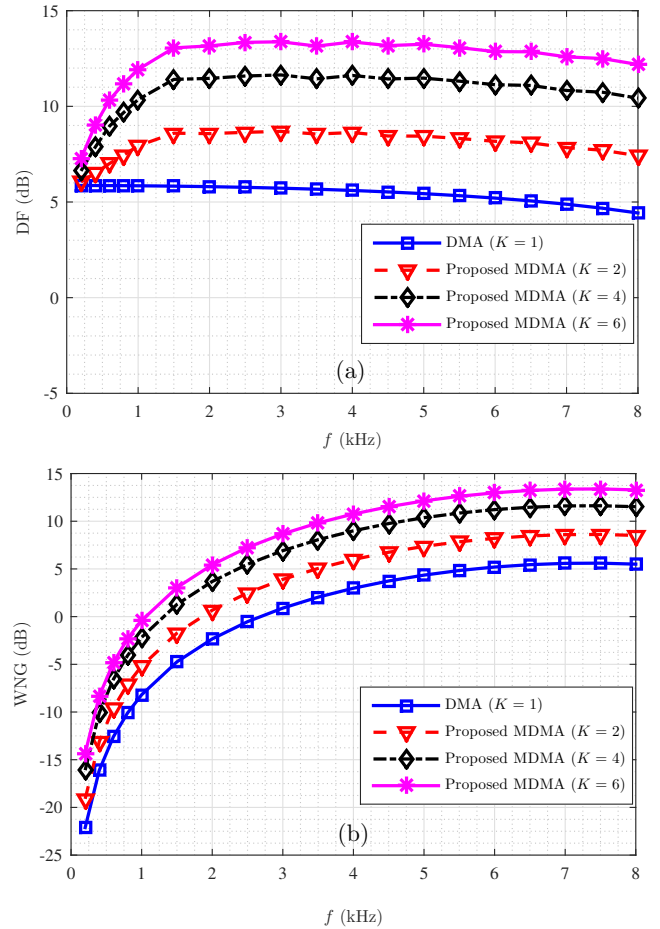 15
10
5
0
-5
DF (dB)
DMA (K = 1)
Proposed MDMA (K = 2)
Proposed MDMA (K = 4)
Proposed MDMA (K = 6)
(a)
0 1 2 3 4 5 6 7 8
f (kHz)
15
10
5
0
-5
-10
-15
-20
-25
WNG (dB)
DMA (K = 1)
Proposed MDMA (K = 2)
Proposed MDMA (K = 4)
Proposed MDMA (K = 6)
(b)
0 1 2 3 4 5 6 7 8
f (kHz)